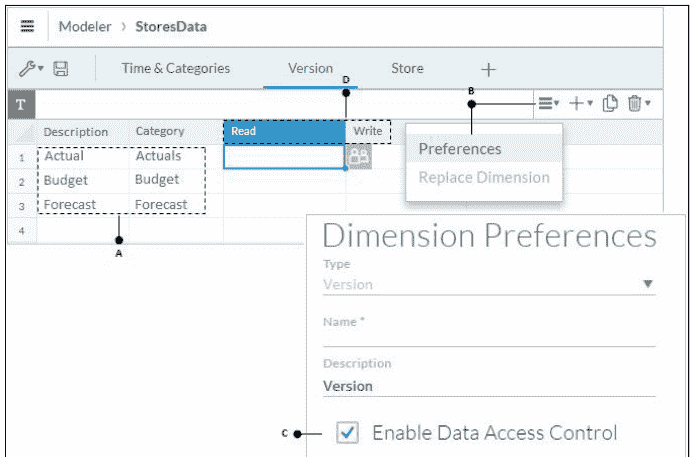 Modeler > StoresData
Time & Categories Version Store
D
B
T
Description Category Read Write
1 Actual Actuals
2 Budget Budget
3 Forecast Forecast
4
A
Preferences
Replace Dimension
Dimension Preferences
Type
Version
Name *
Description
Version
C Enable Data Access Control